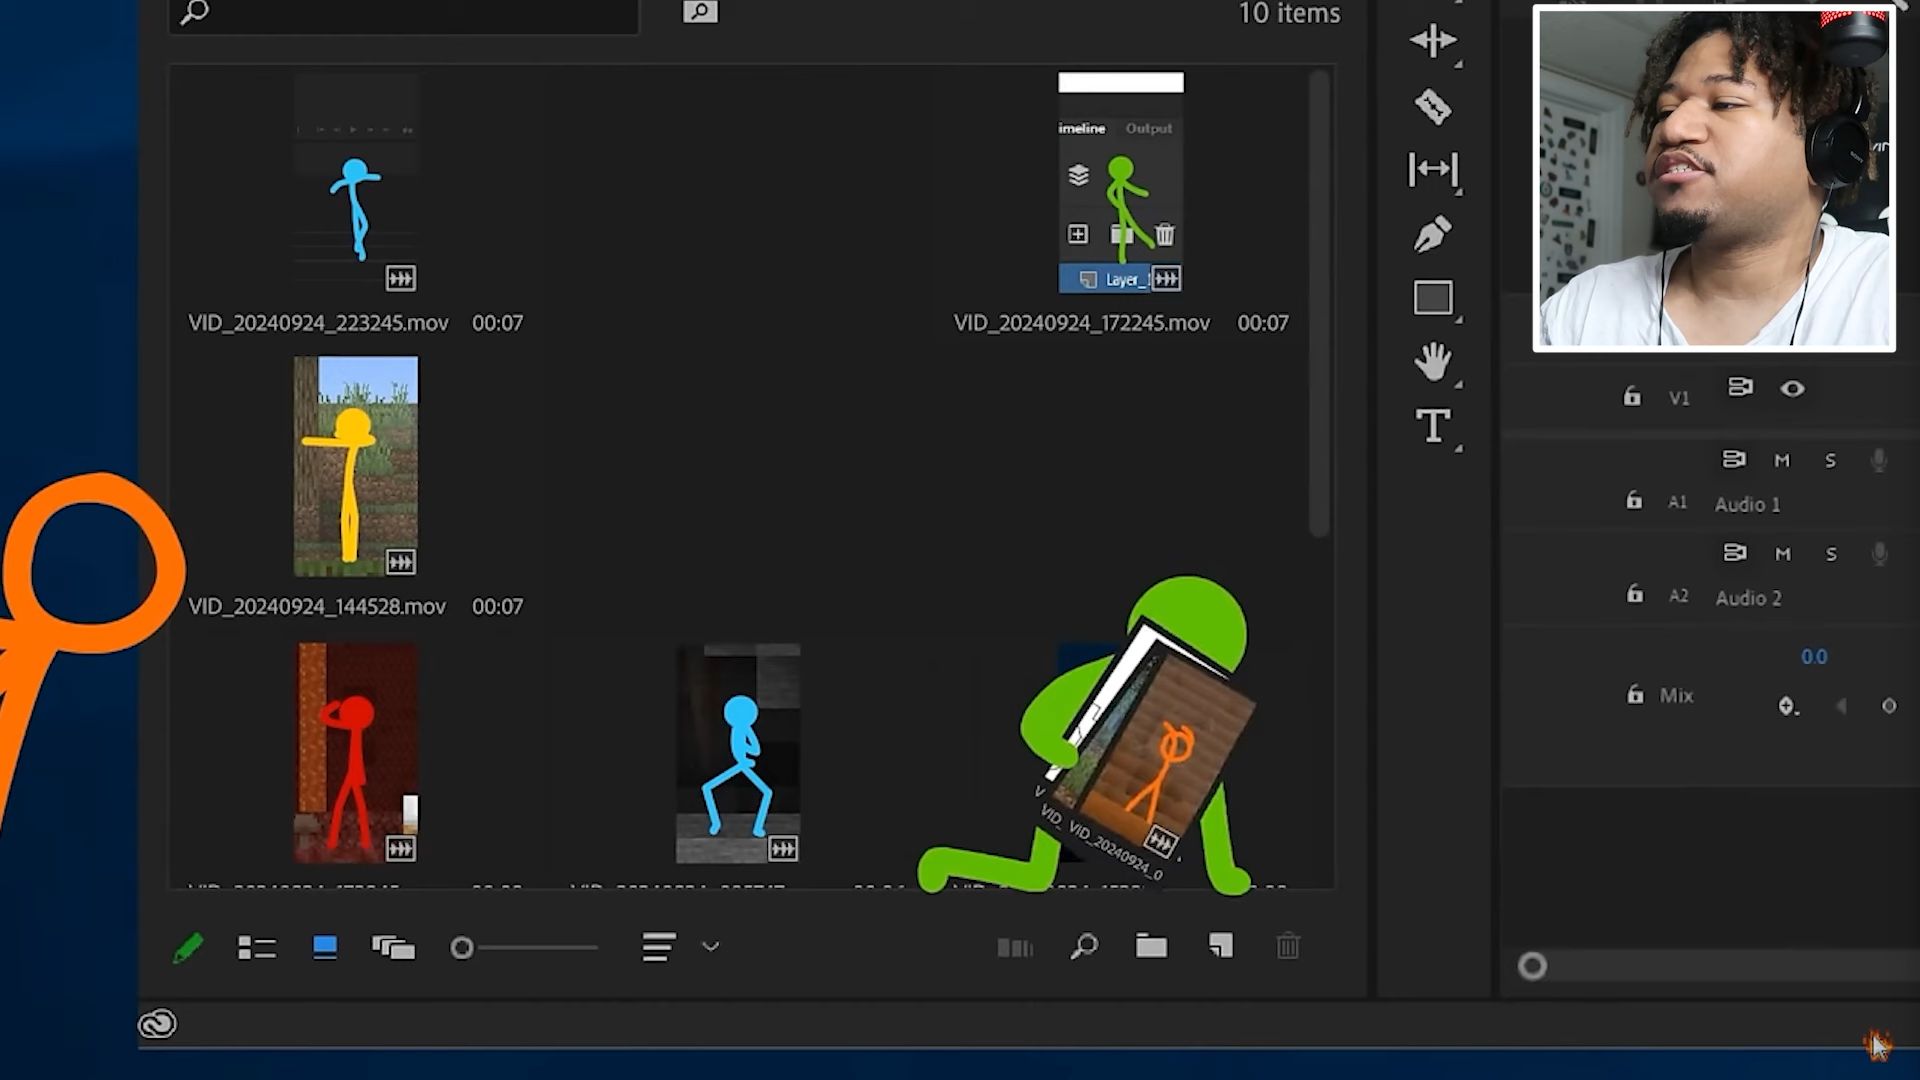 10 items
imeline Output
Layer_
VID_20240924_223245.mov 00:07
VID_20240924_172245.mov 00:07
VID_20240924_144528.mov 00:07
V1
M S
A1 Audio 1
M S
A2 Audio 2
0.0
Mix
V
VID_ VID_20240924_0
T